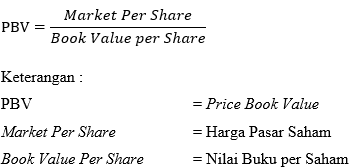 PBV = Market Per Share / Book Value per Share
Keterangan :
PBV = Price Book Value
Market Per Share = Harga Pasar Saham
Book Value Per Share = Nilai Buku per Saham